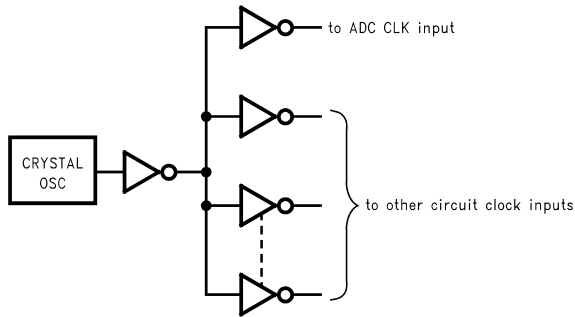 to ADC CLK input
CRYSTAL
OSC
to other circuit clock inputs